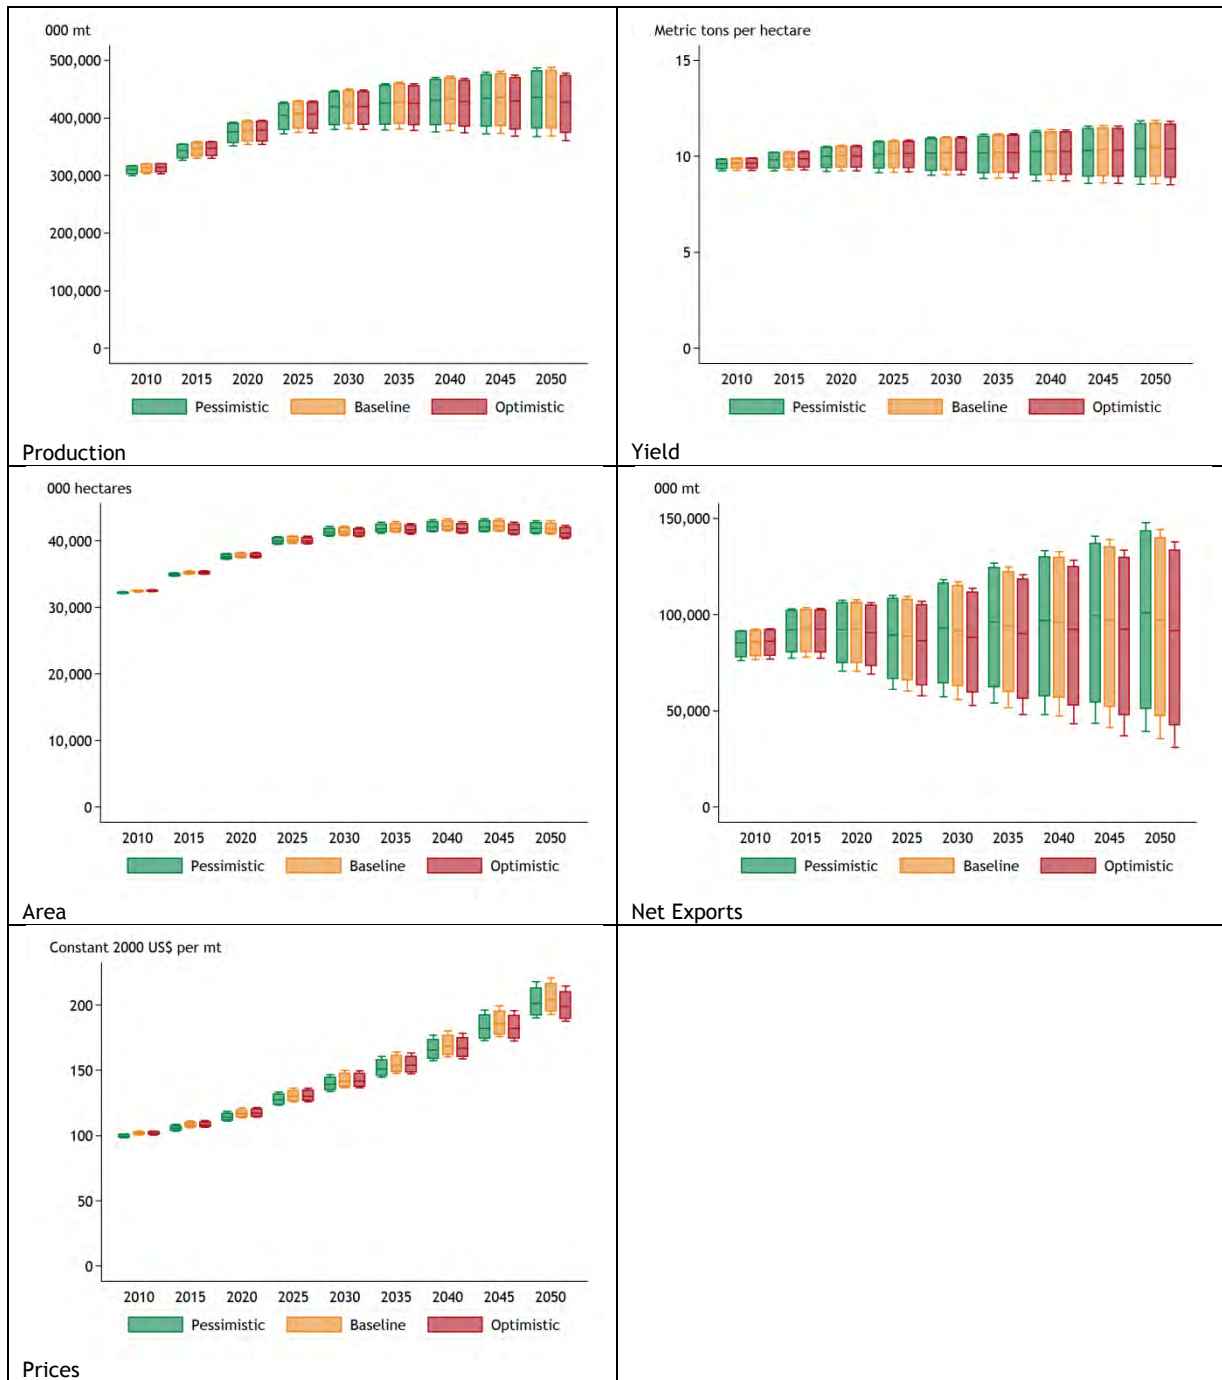 000 mt
500,000
400,000
300,000
200,000
100,000
0
2010 2015 2020 2025 2030 2035 2040 2045 2050
Pessimistic Baseline Optimistic
Production
Metric tons per hectare
15
10
5
0
2010 2015 2020 2025 2030 2035 2040 2045 2050
Pessimistic Baseline Optimistic
Yield
000 hectares
40,000
30,000
20,000
10,000
0
2010 2015 2020 2025 2030 2035 2040 2045 2050
Pessimistic Baseline Optimistic
Area
000 mt
150,000
100,000
50,000
0
2010 2015 2020 2025 2030 2035 2040 2045 2050
Pessimistic Baseline Optimistic
Net Exports
Constant 2000 US$ per mt
200
150
100
50
0
2010 2015 2020 2025 2030 2035 2040 2045 2050
Pessimistic Baseline Optimistic
Prices